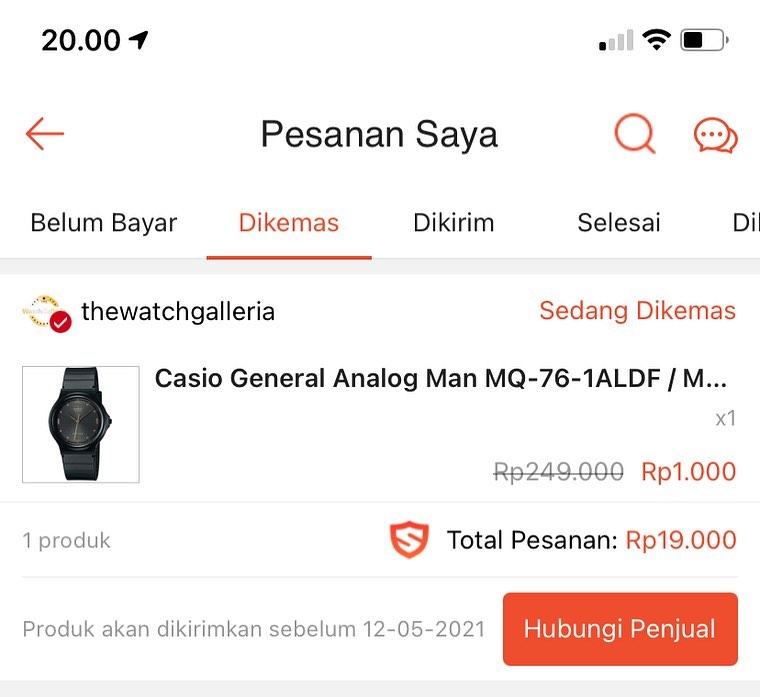 20.00
Pesanan Saya
Belum Bayar Dikemas Dikirim Selesai Di
thewatchgalleria Sedang Dikemas
Casio General Analog Man MQ-76-1ALDF / M...
x1
Rp249.000 Rp1.000
1 produk Total Pesanan: Rp19.000
Produk akan dikirimkan sebelum 12-05-2021 Hubungi Penjual